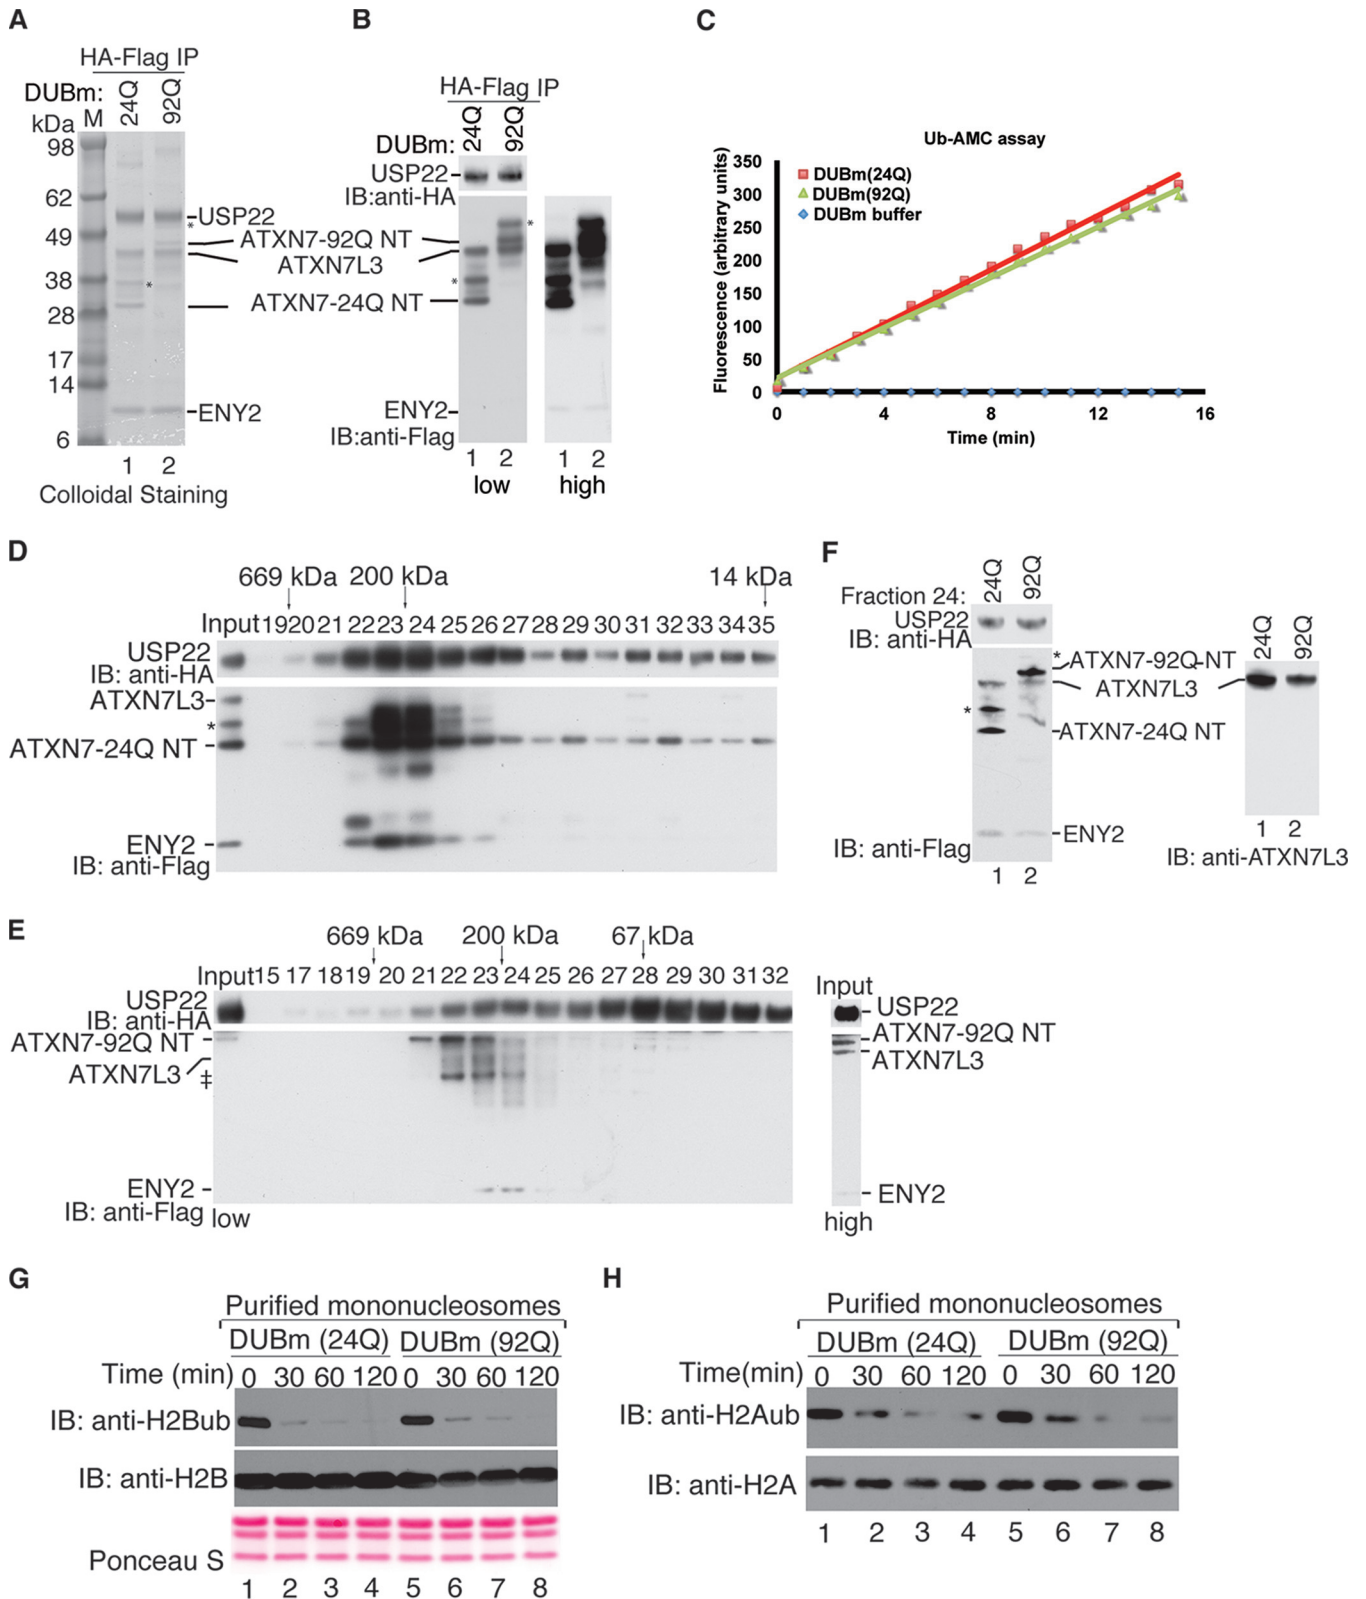 A
HA-Flag IP
DUBm: 24Q 92Q
kDa M
98
62
49
38
28
17
14
6
USP22
*
ATXN7-92Q NT
ATXN7L3
*
ATXN7-24Q NT
ENY2
1 2
Colloidal Staining
B
HA-Flag IP
DUBm: 24Q 92Q
USP22
IB:anti-HA
*
*
ENY2
IB:anti-Flag
1 2 1 2
low high
C
Ub-AMC assay
DUBm(24Q)
DUBm(92Q)
DUBm buffer
Fluorescence (arbitrary units)
350
300
250
200
150
100
50
0
0 4 8 12 16
Time (min)
D
669 kDa 200 kDa 14 kDa
Input 19 20 21 22 23 24 25 26 27 28 29 30 31 32 33 34 35
USP22
IB: anti-HA
ATXN7L3
*
ATXN7-24Q NT
ENY2
IB: anti-Flag
F
Fraction 24: 24Q 92Q
USP22
IB: anti-HA
*
ATXN7-92Q-NT
ATXN7L3
*
ATXN7-24Q NT
ENY2
IB: anti-Flag
1 2
24Q 92Q
1 2
IB: anti-ATXN7L3
E
669 kDa 200 kDa 67 kDa
Input 15 17 18 19 20 21 22 23 24 25 26 27 28 29 30 31 32
USP22
IB: anti-HA
ATXN7-92Q NT
ATXN7L3
‡
ENY2
IB: anti-Flag
low
Input
USP22
ATXN7-92Q NT
ATXN7L3
ENY2
high
G
Purified mononucleosomes
DUBm (24Q) DUBm (92Q)
Time (min) 0 30 60 120 0 30 60 120
IB: anti-H2Bub
IB: anti-H2B
Ponceau S
1 2 3 4 5 6 7 8
H
Purified mononucleosomes
DUBm (24Q) DUBm (92Q)
Time(min) 0 30 60 120 0 30 60 120
IB: anti-H2Aub
IB: anti-H2A
1 2 3 4 5 6 7 8